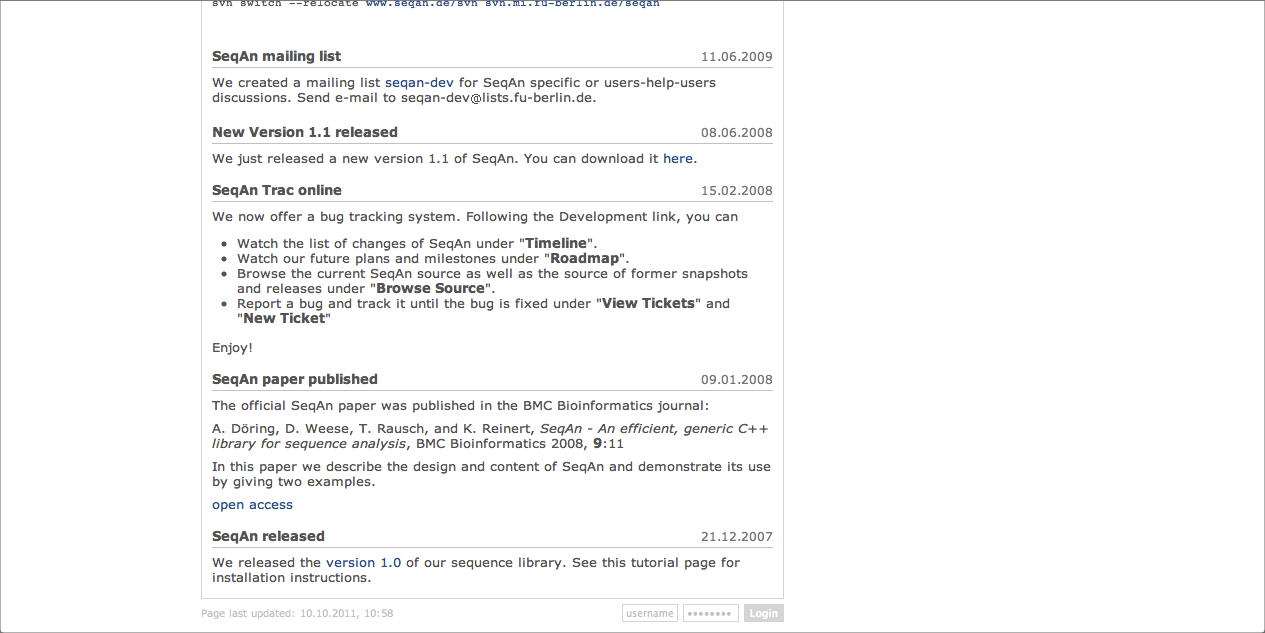 svn switch --relocate www.seqan.de/svn svn.mi.fu-berlin.de/seqan
SeqAn mailing list 11.06.2009
We created a mailing list seqan-dev for SeqAn specific or users-help-users
discussions. Send e-mail to seqan-dev@lists.fu-berlin.de.
New Version 1.1 released 08.06.2008
We just released a new version 1.1 of SeqAn. You can download it here.
SeqAn Trac online 15.02.2008
We now offer a bug tracking system. Following the Development link, you can
• Watch the list of changes of SeqAn under "Timeline".
• Watch our future plans and milestones under "Roadmap".
• Browse the current SeqAn source as well as the source of former snapshots
and releases under "Browse Source".
• Report a bug and track it until the bug is fixed under "View Tickets" and
"New Ticket"
Enjoy!
SeqAn paper published 09.01.2008
The official SeqAn paper was published in the BMC Bioinformatics journal:
A. Döring, D. Weese, T. Rausch, and K. Reinert, SeqAn - An efficient, generic C++
library for sequence analysis, BMC Bioinformatics 2008, 9:11
In this paper we describe the design and content of SeqAn and demonstrate its use
by giving two examples.
open access
SeqAn released 21.12.2007
We released the version 1.0 of our sequence library. See this tutorial page for
installation instructions.
Page last updated: 10.10.2011, 10:58 username •••••••• Login